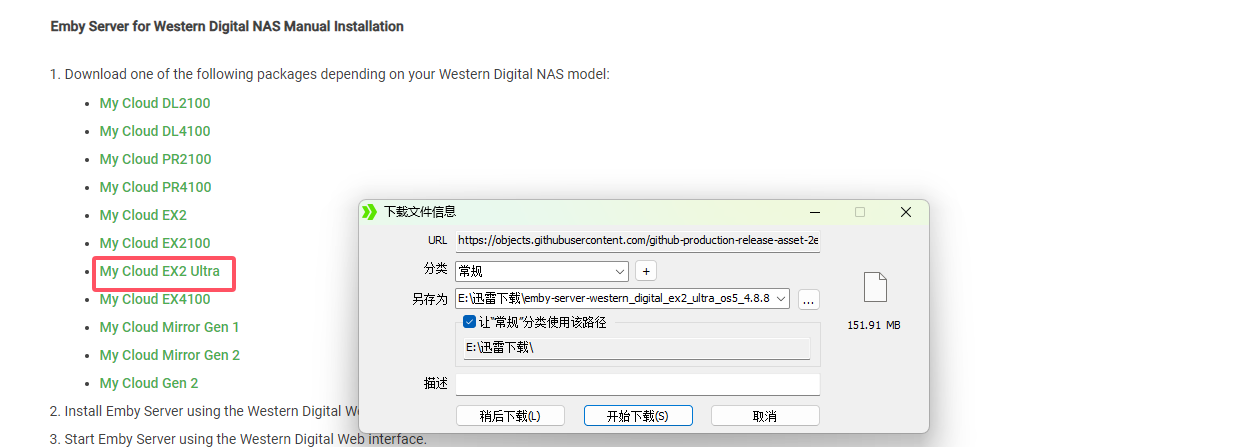 Emby Server for Western Digital NAS Manual Installation
1. Download one of the following packages depending on your Western Digital NAS model:
My Cloud DL2100
My Cloud DL4100
My Cloud PR2100
My Cloud PR4100
My Cloud EX2
My Cloud EX2100
My Cloud EX2 Ultra
My Cloud EX4100
My Cloud Mirror Gen 1
My Cloud Mirror Gen 2
My Cloud Gen 2
2. Install Emby Server using the Western Digital We
3. Start Emby Server using the Western Digital Web interface.
下载文件信息
URL https://objects.githubusercontent.com/github-production-release-asset-2e
分类 常规 +
另存为 E:\迅雷下载\emby-server-western_digital_ex2_ultra_os5_4.8.8 ...
让“常规”分类使用该路径
E:\迅雷下载\
151.91 MB
描述
稍后下载(L) 开始下载(S) 取消